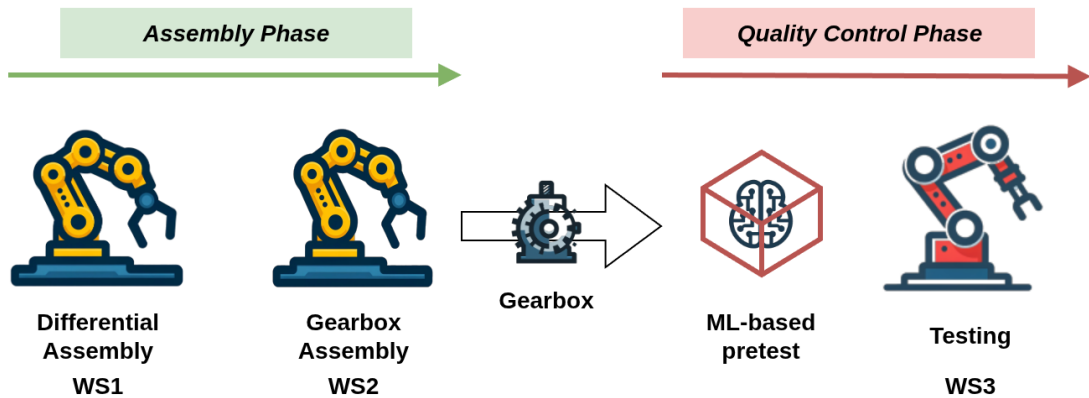 Assembly Phase
Quality Control Phase
Differential
Assembly
WS1
Gearbox
Assembly
WS2
Gearbox
ML-based
pretest
Testing
WS3